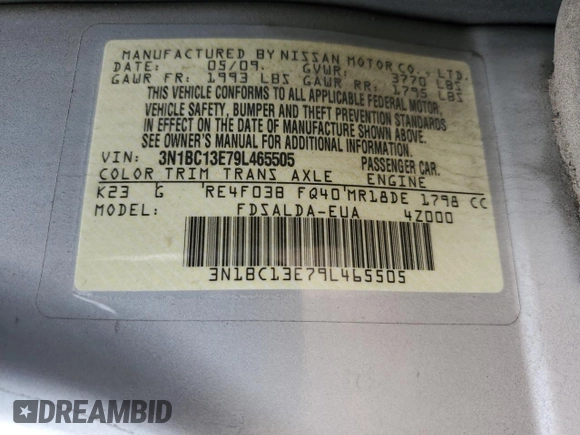 MANUFACTURED BY NISSAN MOTOR CO., LTD.
DATE: 05/09. GVWR: 3770 LBS
GAWR FR: 1993 LBS GAWR RR: 1795 LBS
THIS VEHICLE CONFORMS TO ALL APPLICABLE FEDERAL MOTOR
VEHICLE SAFETY, BUMPER AND THEFT PREVENTION STANDARDS
IN EFFECT ON THE DATE OF MANUFACTURE SHOWN ABOVE.
SEE OWNER'S MANUAL FOR ADDITIONAL INFORMATION.
VIN: 3N1BC13E79L465505 PASSENGER CAR.
COLOR TRIM TRANS AXLE ENGINE
K23 G RE4F03B FQ40 MR18DE 1798 CC
MODEL: FDSALDA-EUA 4Z000
3N1BC13E79L465505
DREAMBID